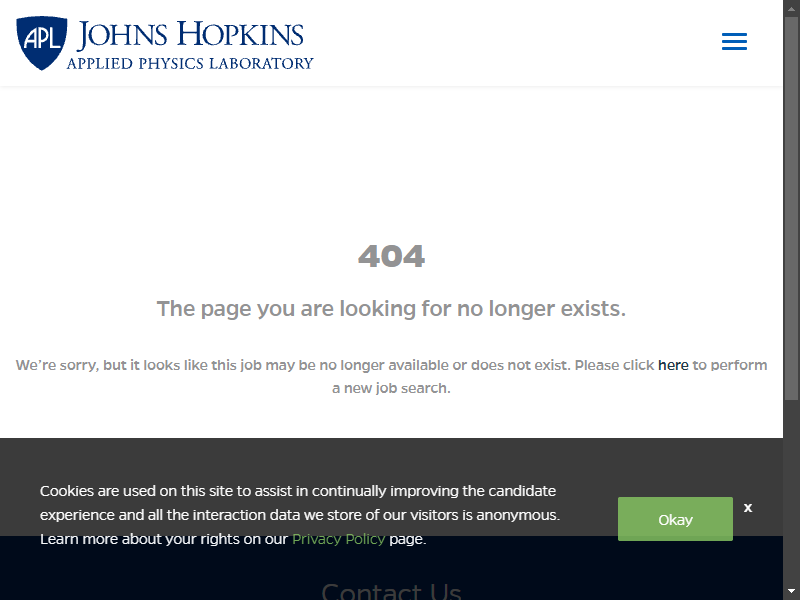 APL
JOHNS HOPKINS
APPLIED PHYSICS LABORATORY
404
The page you are looking for no longer exists.
We're sorry, but it looks like this job may be no longer available or does not exist. Please click here to perform
a new job search.
Cookies are used on this site to assist in continually improving the candidate
experience and all the interaction data we store of our visitors is anonymous.
Learn more about your rights on our Privacy Policy page.
Okay
x
Contact Us